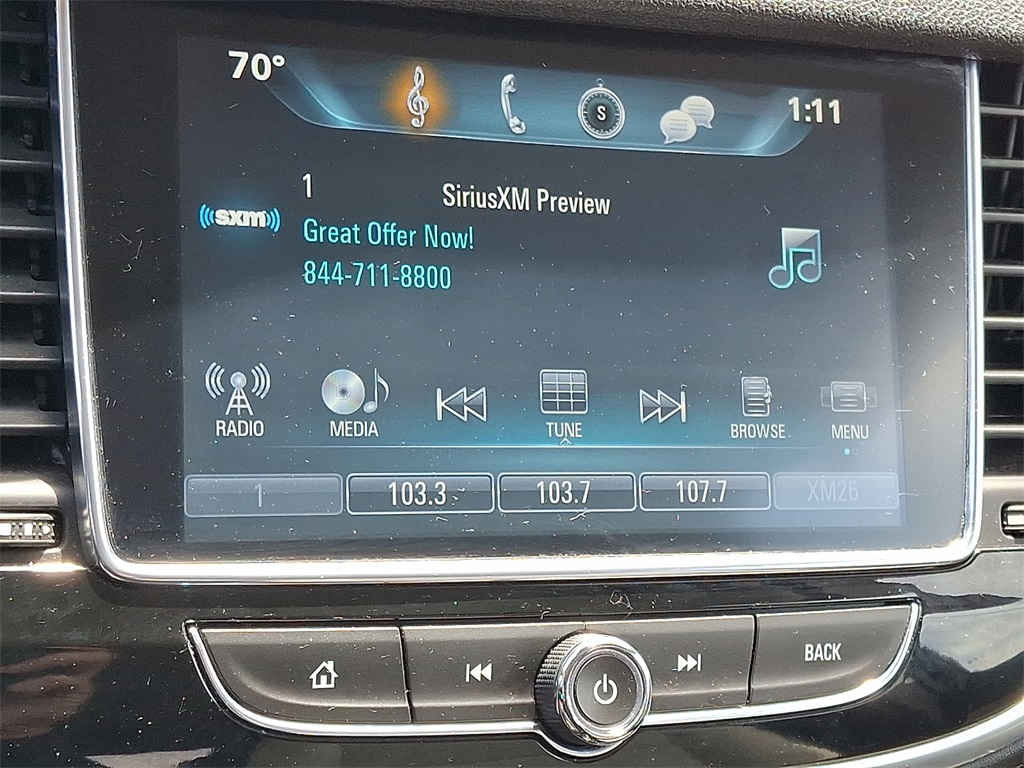 70°
S
1:11
1
SiriusXM Preview
((sxm))
Great Offer Now!
844-711-8800
RADIO
MEDIA
TUNE
BROWSE
MENU
1
103.3
103.7
107.7
XM26
BACK